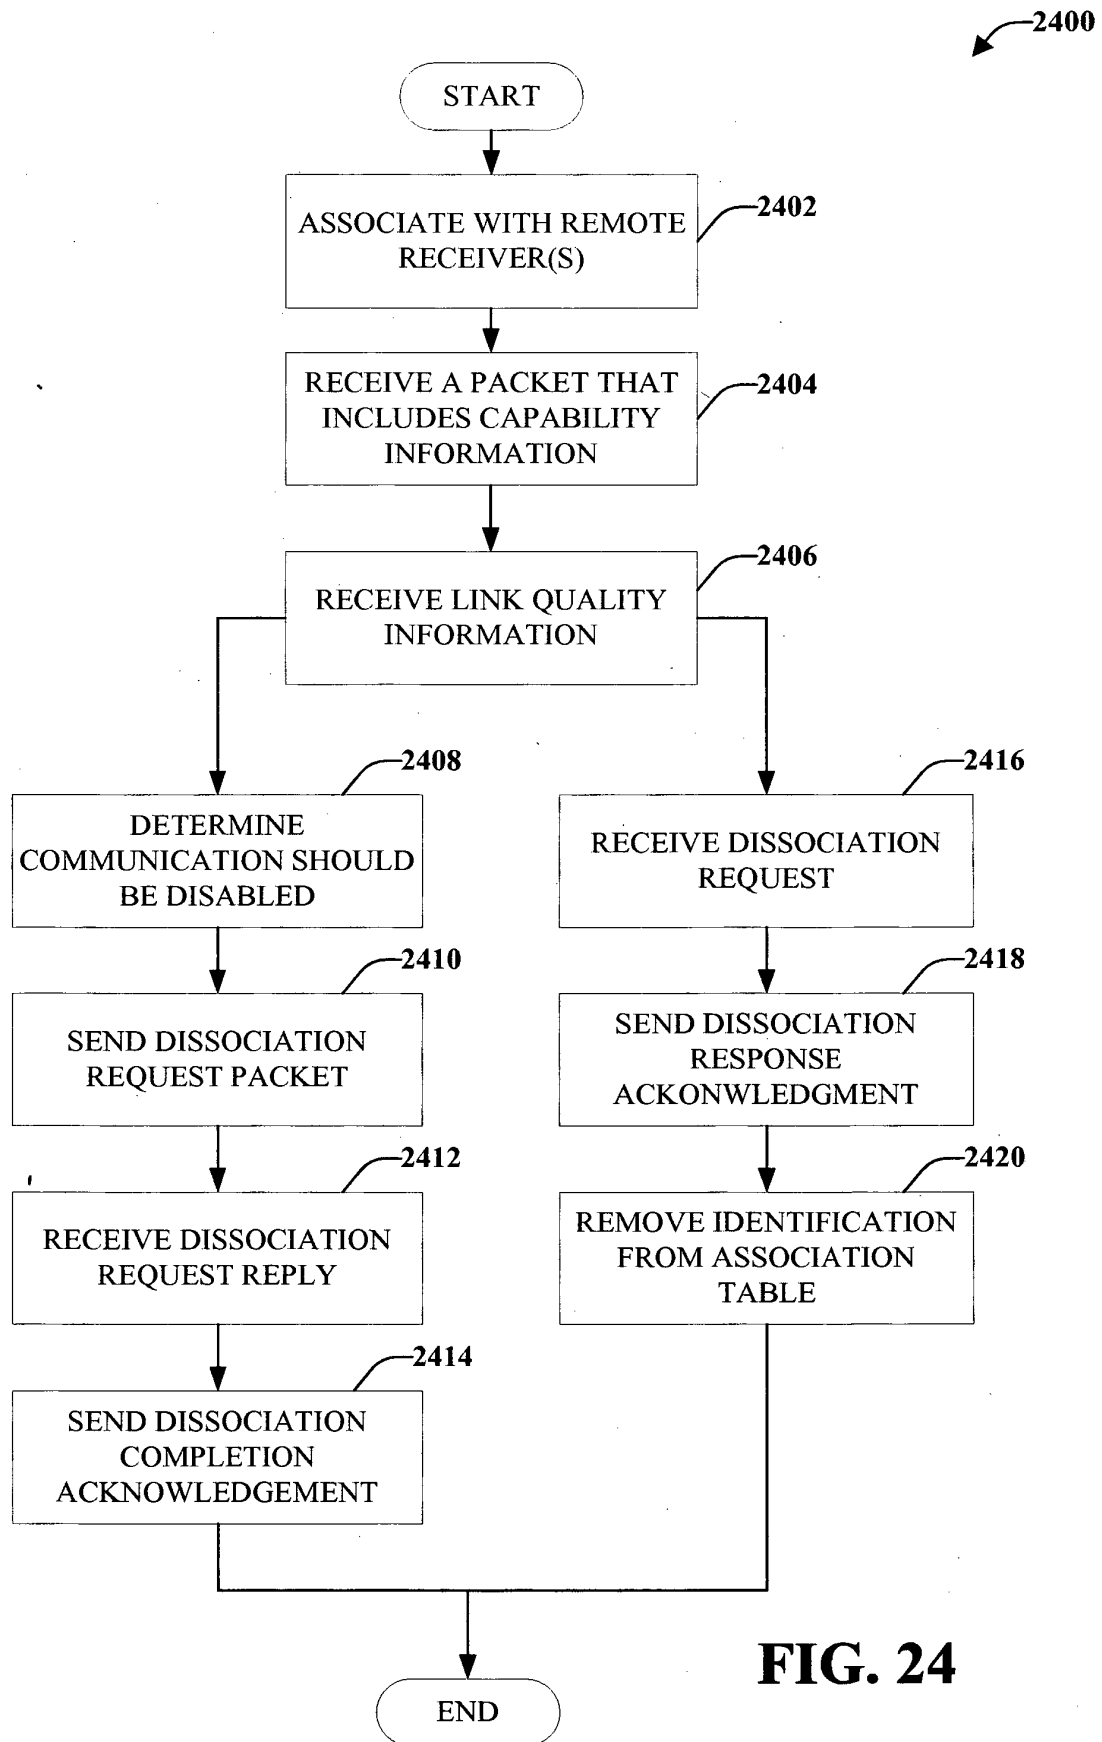 2400
START
2402
ASSOCIATE WITH REMOTE
RECEIVER(S)
2404
RECEIVE A PACKET THAT
INCLUDES CAPABILITY
INFORMATION
2406
RECEIVE LINK QUALITY
INFORMATION
2408
DETERMINE
COMMUNICATION SHOULD
BE DISABLED
2410
SEND DISSOCIATION
REQUEST PACKET
2412
RECEIVE DISSOCIATION
REQUEST REPLY
2414
SEND DISSOCIATION
COMPLETION
ACKNOWLEDGEMENT
2416
RECEIVE DISSOCIATION
REQUEST
2418
SEND DISSOCIATION
RESPONSE
ACKONWLEDGMENT
2420
REMOVE IDENTIFICATION
FROM ASSOCIATION
TABLE
END
FIG. 24